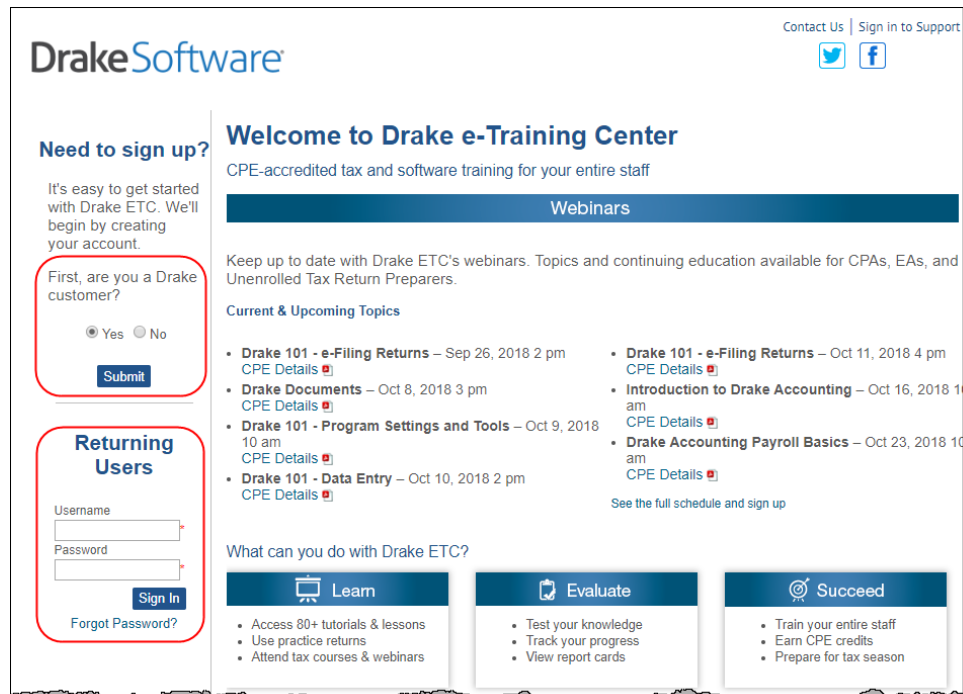 Contact Us | Sign in to Support
DrakeSoftware
Need to sign up?
It's easy to get started
with Drake ETC. We'll
begin by creating
your account.
First, are you a Drake
customer?
Yes No
Submit
Returning
Users
Username
*
Password
*
Sign In
Forgot Password?
Welcome to Drake e-Training Center
CPE-accredited tax and software training for your entire staff
Webinars
Keep up to date with Drake ETC's webinars. Topics and continuing education available for CPAs, EAs, and
Unenrolled Tax Return Preparers.
Current & Upcoming Topics
• Drake 101 - e-Filing Returns – Sep 26, 2018 2 pm
CPE Details
• Drake Documents – Oct 8, 2018 3 pm
CPE Details
• Drake 101 - Program Settings and Tools – Oct 9, 2018
10 am
CPE Details
• Drake 101 - Data Entry – Oct 10, 2018 2 pm
CPE Details
• Drake 101 - e-Filing Returns – Oct 11, 2018 4 pm
CPE Details
• Introduction to Drake Accounting – Oct 16, 2018 10
am
CPE Details
• Drake Accounting Payroll Basics – Oct 23, 2018 10
am
CPE Details
See the full schedule and sign up
What can you do with Drake ETC?
Learn
• Access 80+ tutorials & lessons
• Use practice returns
• Attend tax courses & webinars
Evaluate
• Test your knowledge
• Track your progress
• View report cards
Succeed
• Train your entire staff
• Earn CPE credits
• Prepare for tax season